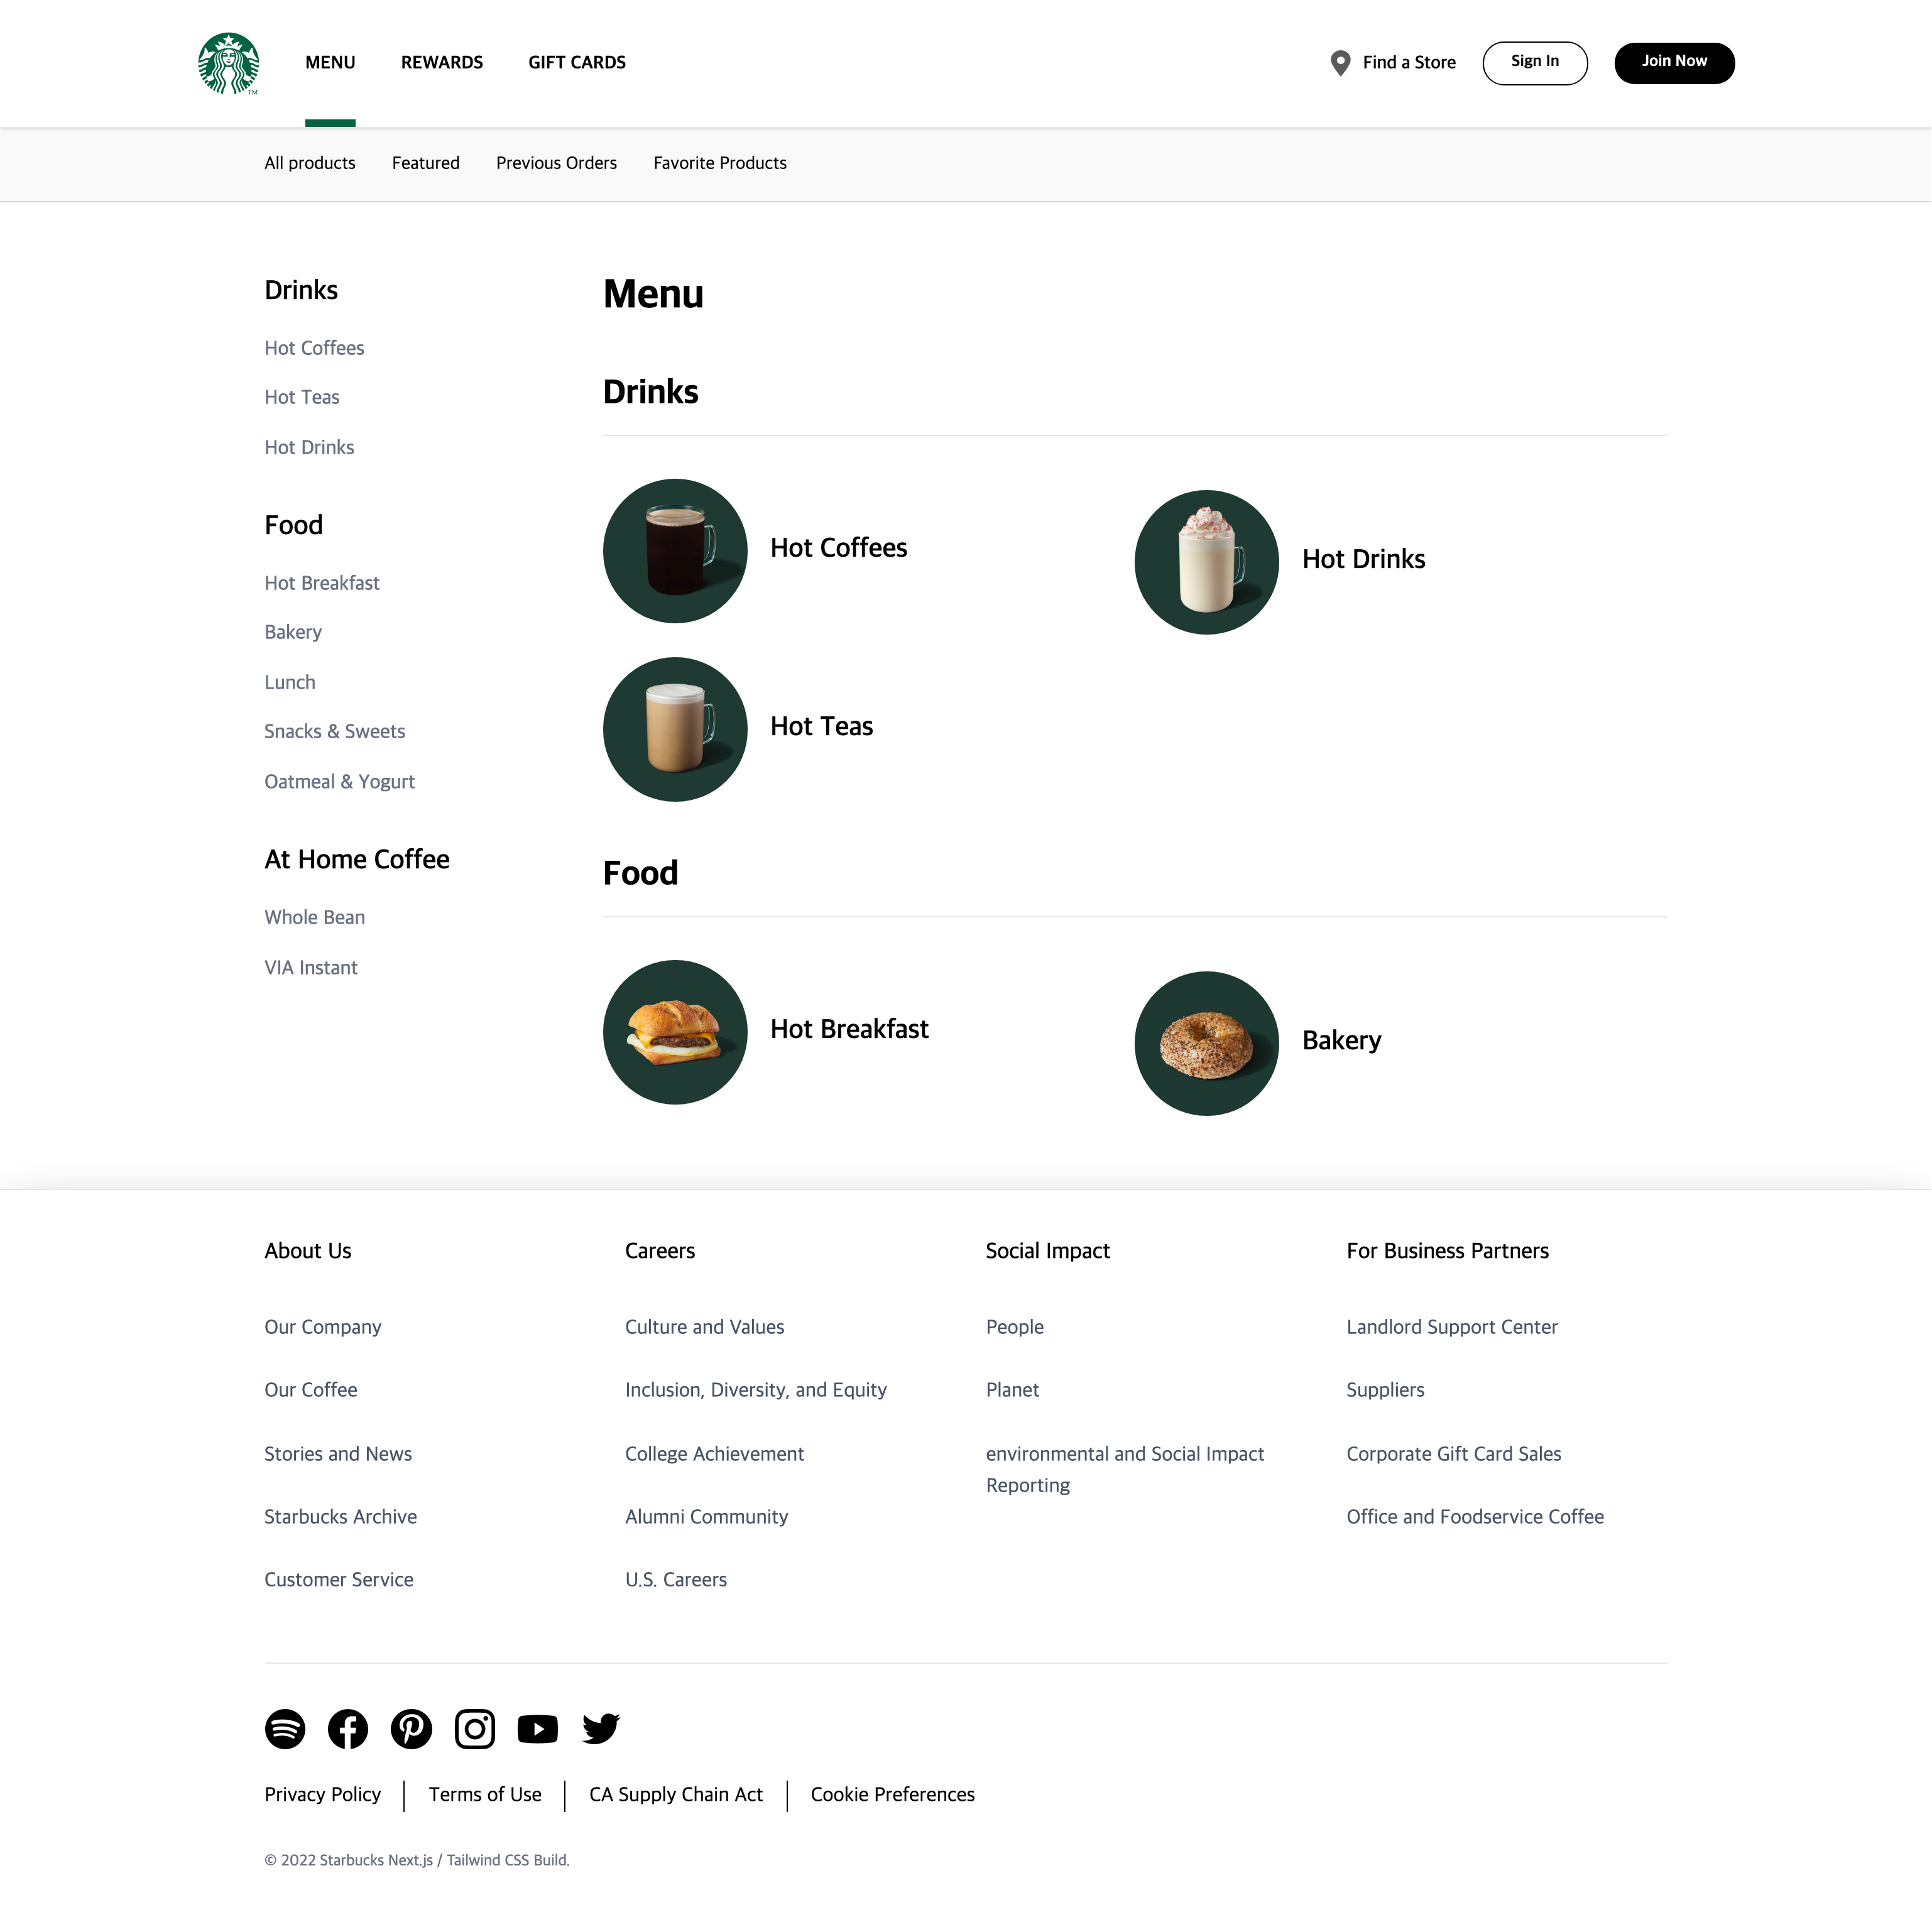 TM
MENU
REWARDS
GIFT CARDS
Find a Store
Sign In
Join Now
All products
Featured
Previous Orders
Favorite Products
Drinks
Hot Coffees
Hot Teas
Hot Drinks
Food
Hot Breakfast
Bakery
Lunch
Snacks & Sweets
Oatmeal & Yogurt
At Home Coffee
Whole Bean
VIA Instant
Menu
Drinks
Hot Coffees
Hot Drinks
Hot Teas
Food
Hot Breakfast
Bakery
About Us
Our Company
Our Coffee
Stories and News
Starbucks Archive
Customer Service
Careers
Culture and Values
Inclusion, Diversity, and Equity
College Achievement
Alumni Community
U.S. Careers
Social Impact
People
Planet
environmental and Social Impact
Reporting
For Business Partners
Landlord Support Center
Suppliers
Corporate Gift Card Sales
Office and Foodservice Coffee
Privacy Policy
Terms of Use
CA Supply Chain Act
Cookie Preferences
© 2022 Starbucks Next.js / Tailwind CSS Build.